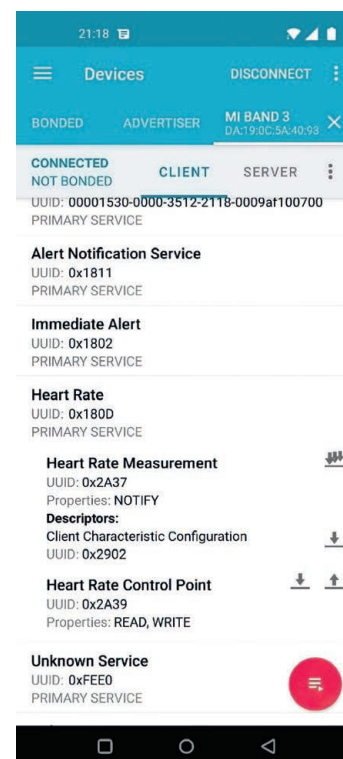 21:18
Devices
DISCONNECT
BONDED
ADVERTISER
MI BAND 3
DA:19:0C:5A:40:93
CONNECTED
NOT BONDED
CLIENT
SERVER
UUID: 00001530-0000-3512-2118-0009af100700
PRIMARY SERVICE
Alert Notification Service
UUID: 0x1811
PRIMARY SERVICE
Immediate Alert
UUID: 0x1802
PRIMARY SERVICE
Heart Rate
UUID: 0x180D
PRIMARY SERVICE
Heart Rate Measurement
UUID: 0x2A37
Properties: NOTIFY
Descriptors:
Client Characteristic Configuration
UUID: 0x2902
Heart Rate Control Point
UUID: 0x2A39
Properties: READ, WRITE
Unknown Service
UUID: 0xFEE0
PRIMARY SERVICE